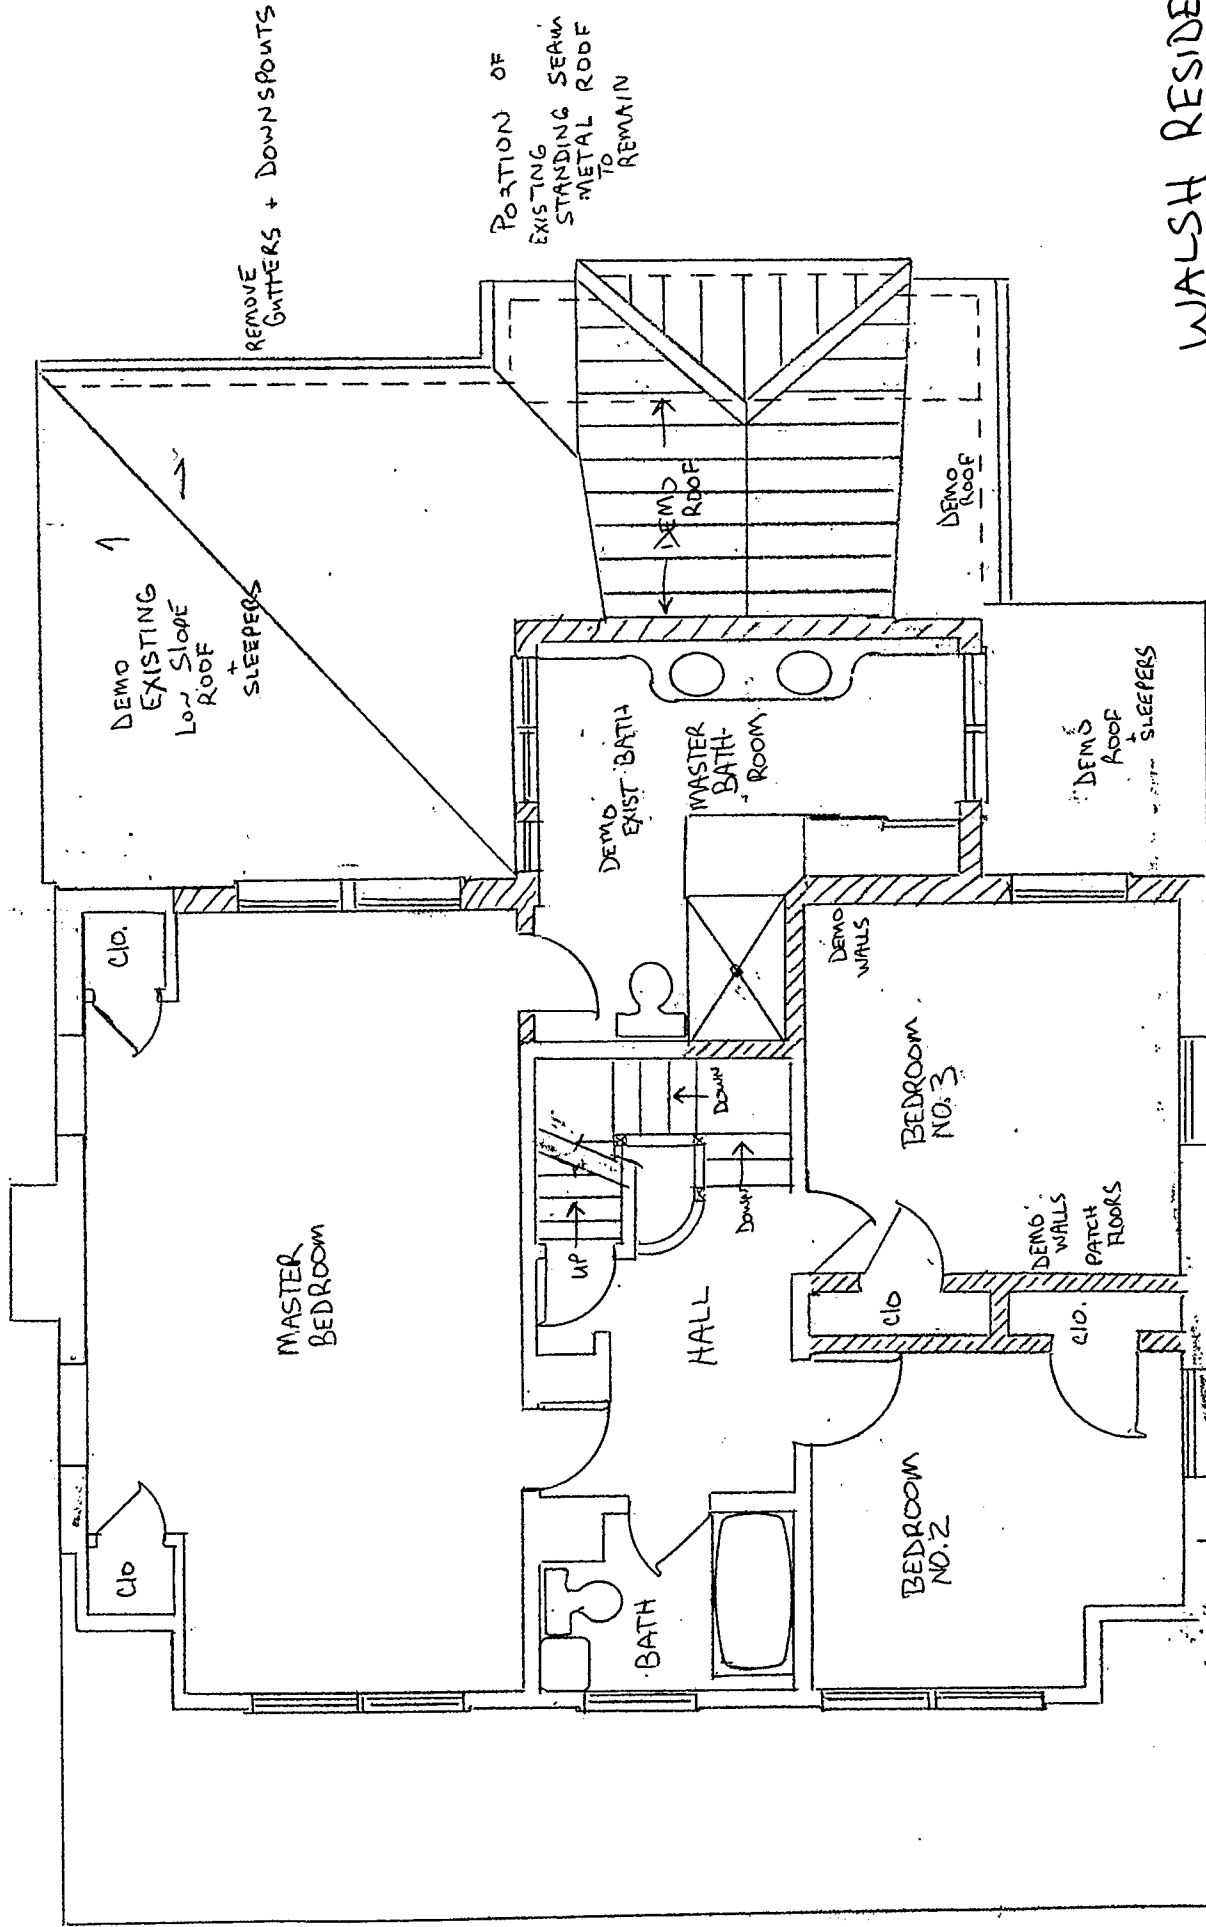 REMOVE
GUTTERS + DOWNSPOUTS
PORTION OF
EXISTING
STANDING SEAM
METAL ROOF
TO
REMAIN
WALSH RESIDE
DEMO
EXISTING
LOW SLOPE
ROOF
+
SLEEPERS
DEMO
ROOF
DEMO
ROOF
DEMO
EXIST BATH
MASTER
BATH-
ROOM
DEMO
ROOF
+
SLEEPERS
Clo.
DEMO
WALLS
MASTER
BEDROOM
UP
DOWN
DOWN
BEDROOM
NO. 3
DEMO
WALLS
PATCH
FLOORS
HALL
Clo
Clo.
Clo
BATH
BEDROOM
NO. 2